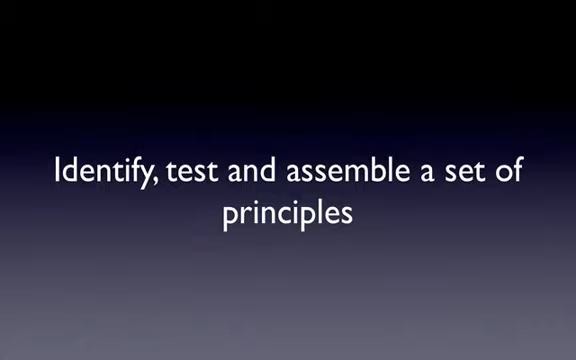 Identify, test and assemble a set of
principles